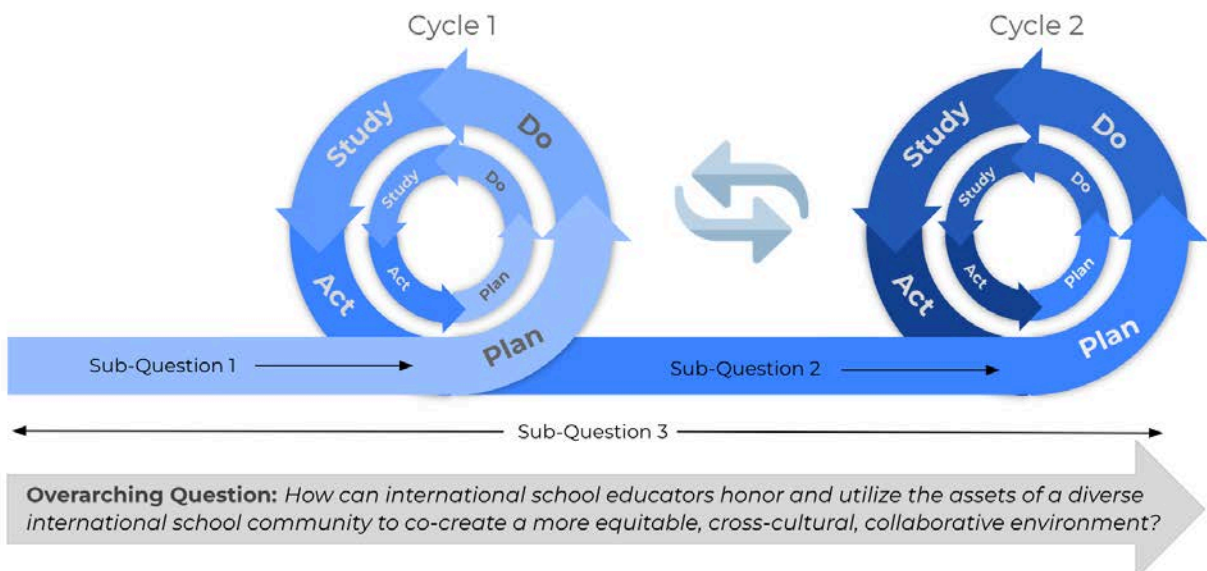 Cycle 1
Cycle 2
Study
Do
Study
Do
Act
Plan
Act
Plan
Study
Do
Study
Do
Act
Plan
Act
Plan
Sub-Question 1
Sub-Question 2
Sub-Question 3
Overarching Question: How can international school educators honor and utilize the assets of a diverse
international school community to co-create a more equitable, cross-cultural, collaborative environment?